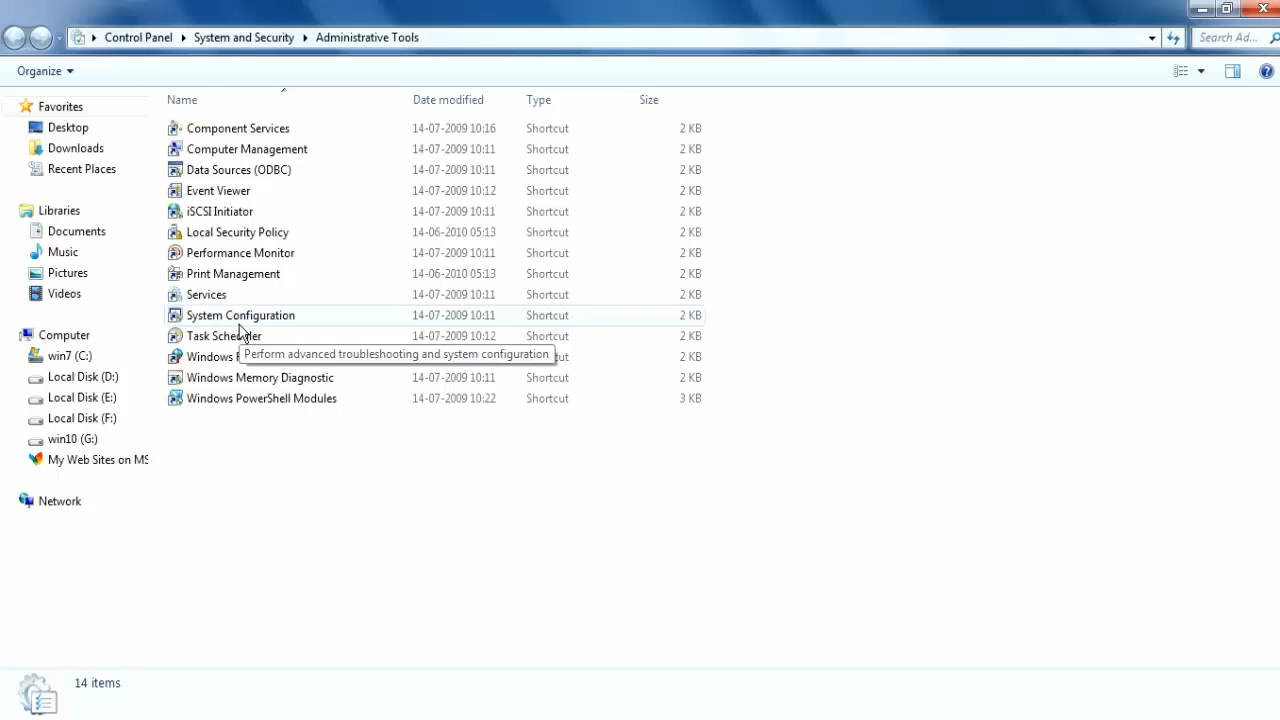 Control Panel System and Security Administrative Tools Search Ad...
Organize
Name Date modified Type Size
Favorites
Desktop
Downloads
Recent Places
Libraries
Documents
Music
Pictures
Videos
Computer
win7 (C:)
Local Disk (D:)
Local Disk (E:)
Local Disk (F:)
win10 (G:)
My Web Sites on MS
Network
Component Services 14-07-2009 10:16 Shortcut 2 KB
Computer Management 14-07-2009 10:11 Shortcut 2 KB
Data Sources (ODBC) 14-07-2009 10:11 Shortcut 2 KB
Event Viewer 14-07-2009 10:12 Shortcut 2 KB
iSCSI Initiator 14-07-2009 10:11 Shortcut 2 KB
Local Security Policy 14-06-2010 05:13 Shortcut 2 KB
Performance Monitor 14-07-2009 10:11 Shortcut 2 KB
Print Management 14-06-2010 05:13 Shortcut 2 KB
Services 14-07-2009 10:11 Shortcut 2 KB
System Configuration 14-07-2009 10:11 Shortcut 2 KB
Task Scheduler 14-07-2009 10:12 Shortcut 2 KB
Windows 2 KB
Perform advanced troubleshooting and system configuration
Windows Memory Diagnostic 14-07-2009 10:11 Shortcut 2 KB
Windows PowerShell Modules 14-07-2009 10:22 Shortcut 3 KB
14 items